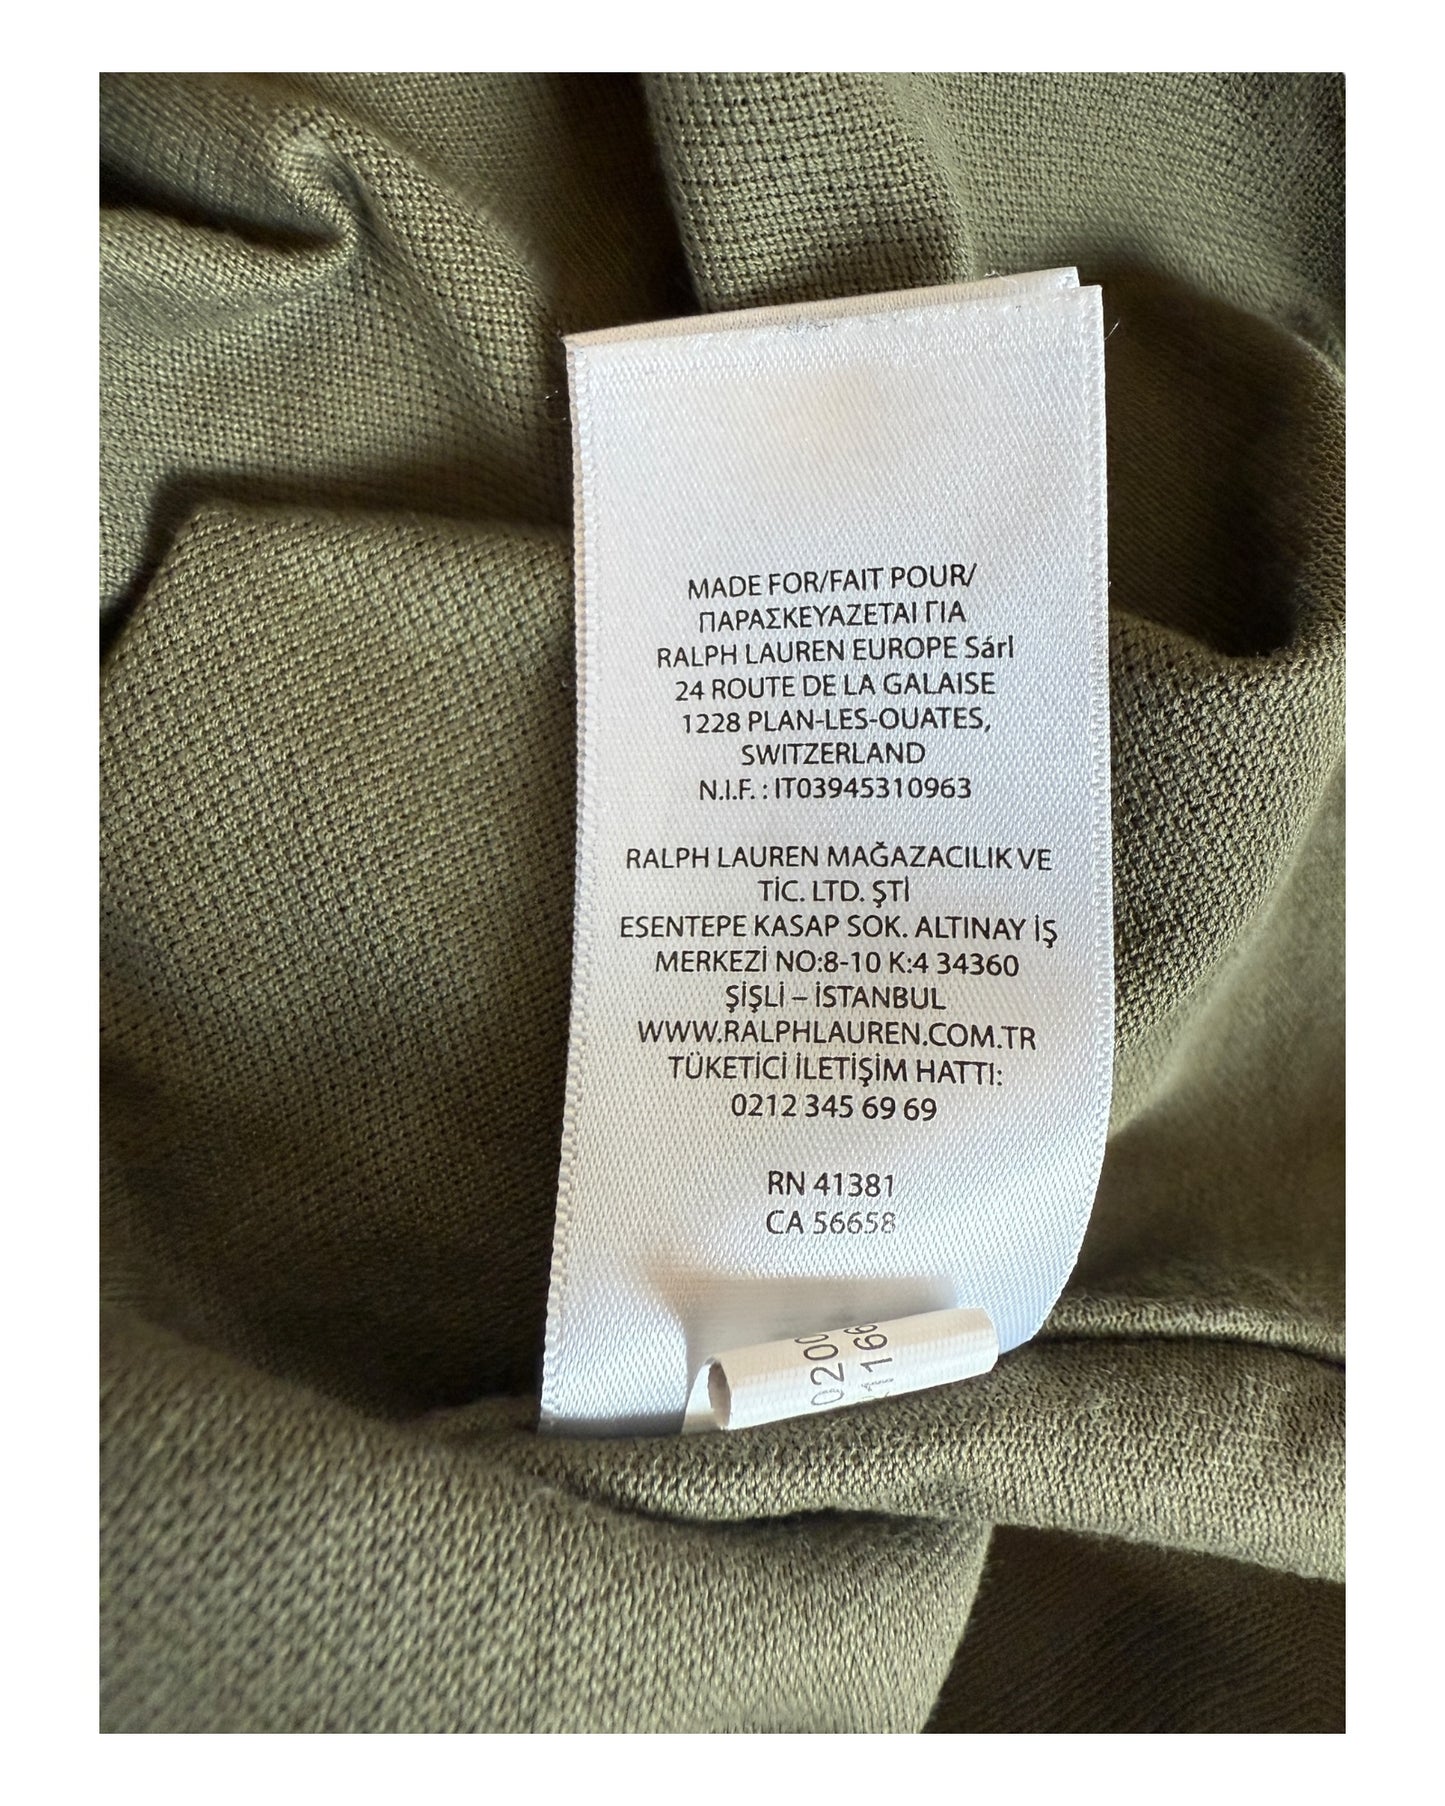 MADE FOR/FAIT POUR/
ΠΑΡΑΣΚΕΥΑΖΕΤΑΙ ΓΙΑ
RALPH LAUREN EUROPE Sárl
24 ROUTE DE LA GALAISE
1228 PLAN-LES-OUATES,
SWITZERLAND
N.I.F. : IT03945310963
RALPH LAUREN MAĞAZACILIK VE
TİC. LTD. ŞTİ
ESENTEPE KASAP SOK. ALTINAY İŞ
MERKEZİ NO:8-10 K:4 34360
ŞİŞLİ – İSTANBUL
WWW.RALPHLAUREN.COM.TR
TÜKETİCİ İLETİŞİM HATTI:
0212 345 69 69
RN 41381
CA 56658